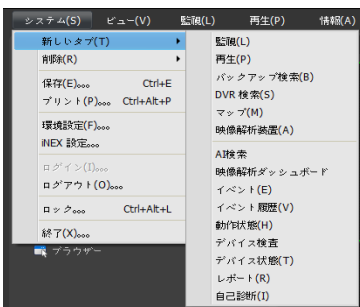 システム(S) ビュー(V) 監視(L) 再生(P) 情報(A)
新しいタブ(T)
削除(R)
保存(E)... Ctrl+E
プリント(P)... Ctrl+Alt+P
環境設定(F)...
iNEX 設定...
ログイン(I)...
ログアウト(O)...
ロック... Ctrl+Alt+L
終了(X)...
ブラウザー
監視(L)
再生(P)
バックアップ検索(B)
DVR 検索(S)
マップ(M)
映像解析装置(A)
AI検索
映像解析ダッシュボード
イベント(E)
イベント履歴(V)
動作状態(H)
デバイス検査
デバイス状態(T)
レポート(R)
自己診断(I)